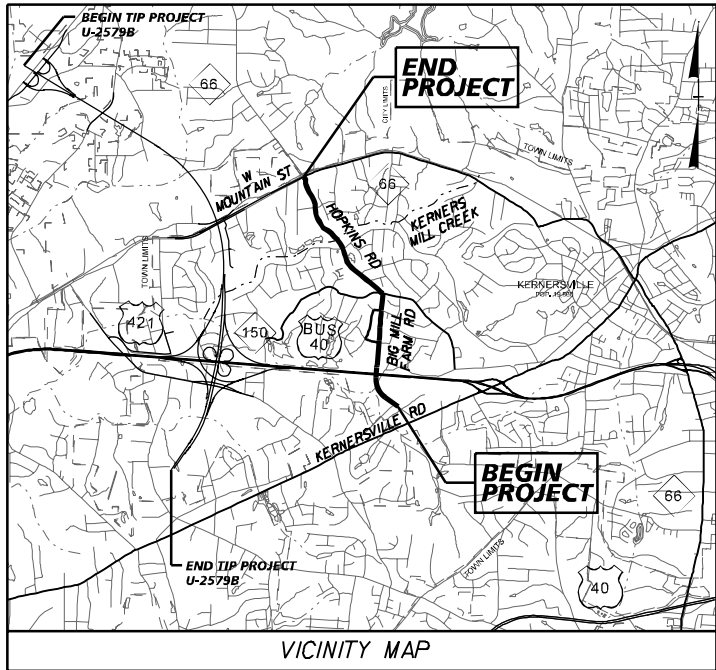 BEGIN TIP PROJECT
U-2579B
66
END
PROJECT
CITY LIMITS
TOWN LIMITS
W
MOUNTAIN ST
66
HOPKINS RD
KERNERS
MILL CREEK
TOWN LIMITS
KERNERSVILLE
421
150
BUS
40
BIG MILL
FARM RD
KERNERSVILLE RD
BEGIN
PROJECT
66
END TIP PROJECT
U-2579B
TOWN LIMITS
40
VICINITY MAP